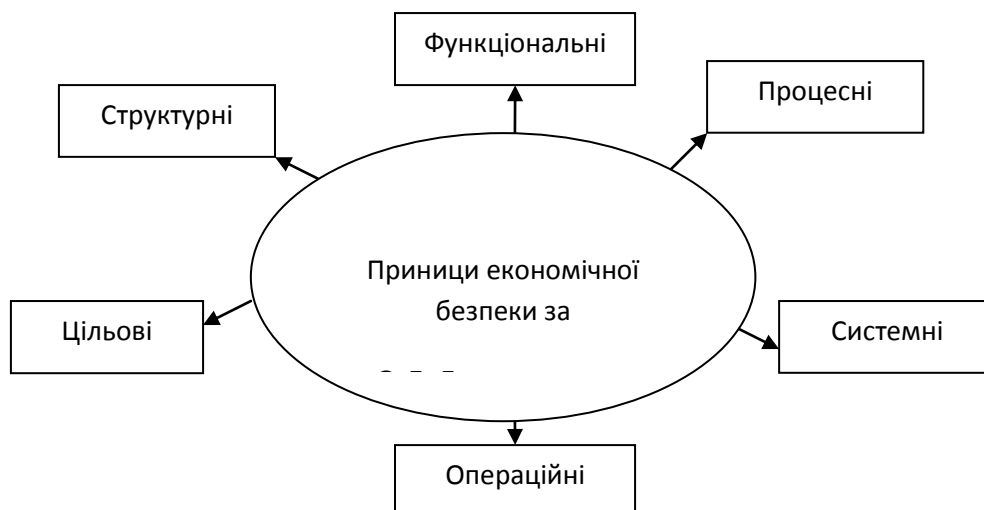 Функціональні
Процесні
Структурні
Приници економічної
безпеки за
Цільові
Системні
Операційні